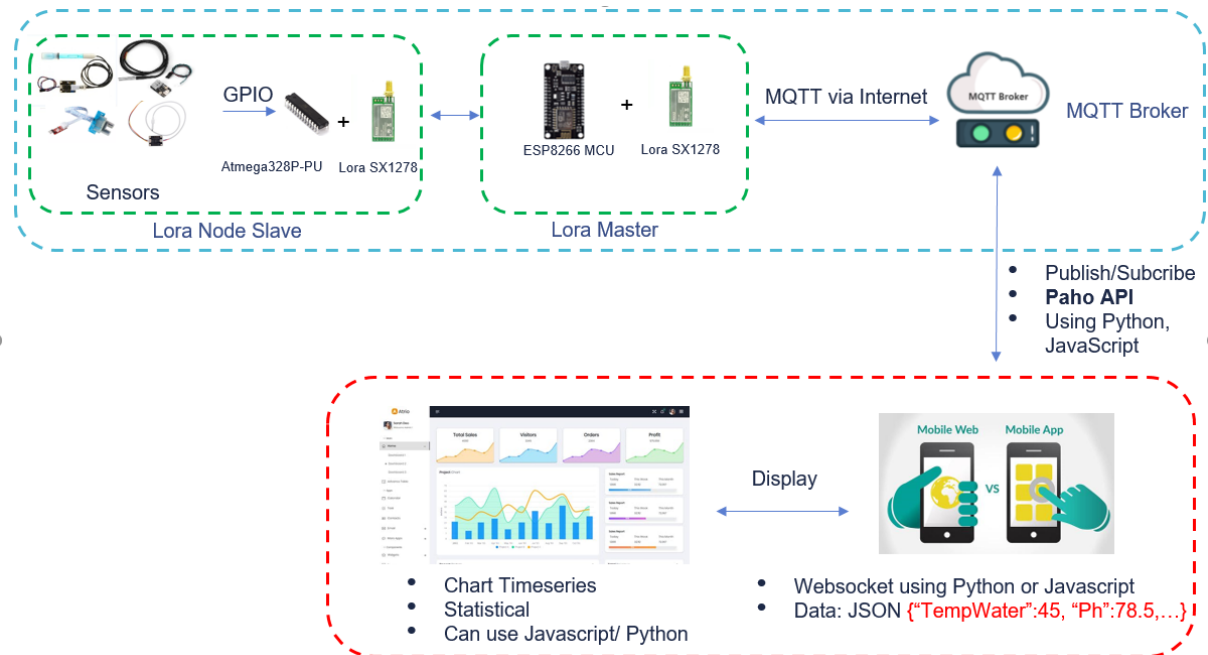 GPIO
+
Atmega328P-PU
Lora SX1278
Sensors
Lora Node Slave
+
ESP8266 MCU
Lora SX1278
Lora Master
MQTT via Internet
MQTT Broker
MQTT Broker
• Publish/Subcribe
• Paho API
• Using Python,
JavaScript
Total Sales
Visitors
Orders
Profit
Display
Mobile Web
VS
Mobile App
• Chart Timeseries
• Statistical
• Can use Javascript/ Python
• Websocket using Python or Javascript
• Data: JSON {“TempWater”:45, “Ph”:78.5,…}